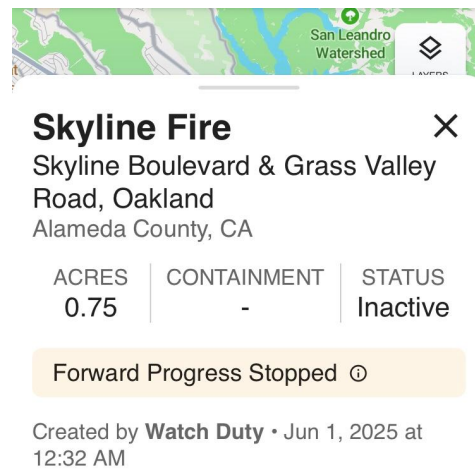 San Leandro
Watershed
LAYERS
Skyline Fire
Skyline Boulevard & Grass Valley
Road, Oakland
Alameda County, CA
ACRES CONTAINMENT STATUS
0.75 - Inactive
Forward Progress Stopped
Created by Watch Duty • Jun 1, 2025 at
12:32 AM